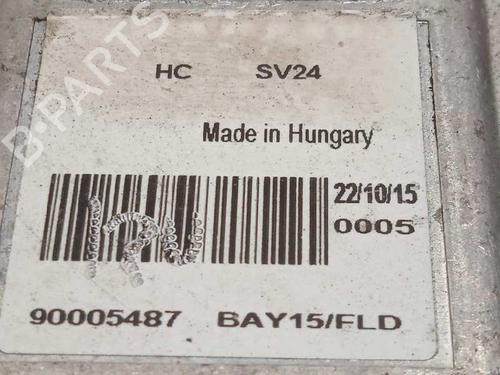 B-PARTS
HC SV24
Made in Hungary
22/10/15
0005
90005487 BAY15/FLD